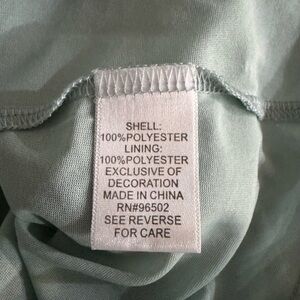 SHELL:
100%POLYESTER
LINING:
100%POLYESTER
EXCLUSIVE OF
DECORATION
MADE IN CHINA
RN#96502
SEE REVERSE
FOR CARE